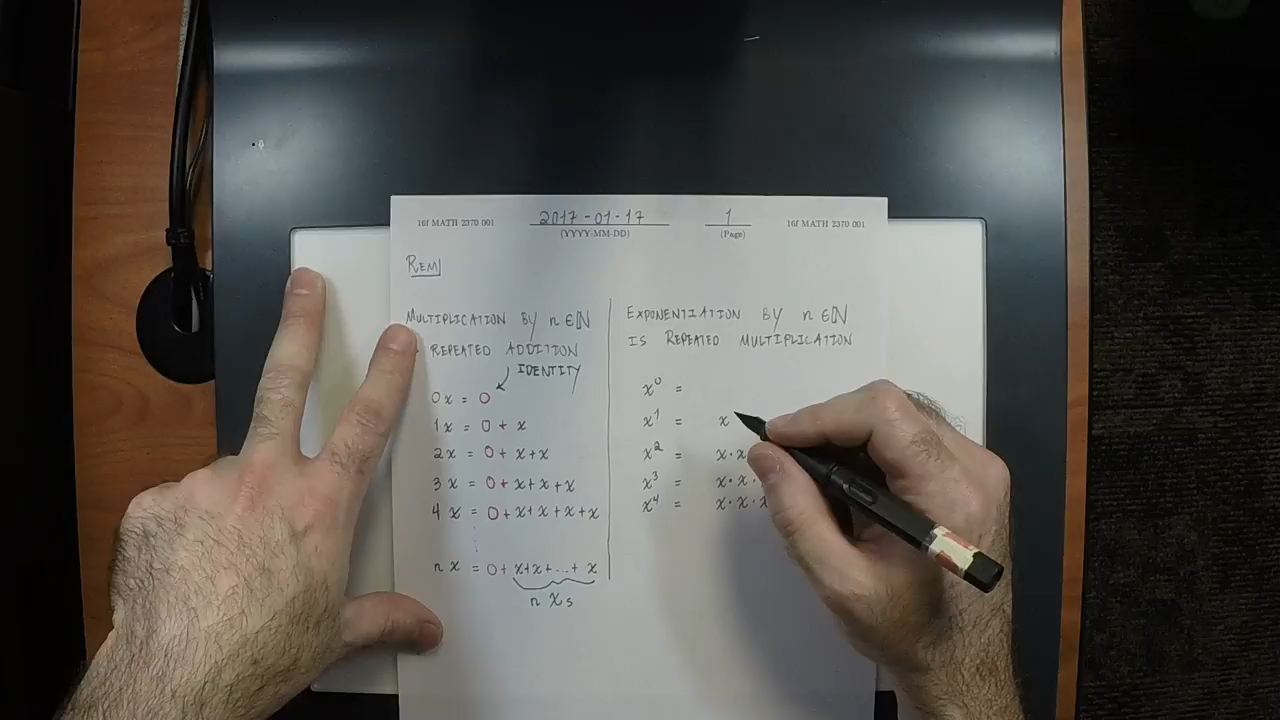 16f MATH 2370 001 2017-01-17 1 16f MATH 2370 001
(YYYY-MM-DD) (Page)
REM
MULTIPLICATION BY n ∈ ℕ
REPEATED ADDITION
IDENTITY
0x = 0
1x = 0 + x
2x = 0 + x+x
3x = 0 + x+x+x
4x = 0+x+x+x+x
nx = 0+ x+x+...+ x
n xs
EXPONENTIATION BY n ∈ ℕ
IS REPEATED MULTIPLICATION
x⁰ =
x¹ = x
x² = x·x
x³ = x·x·
x⁴ = x·x·x